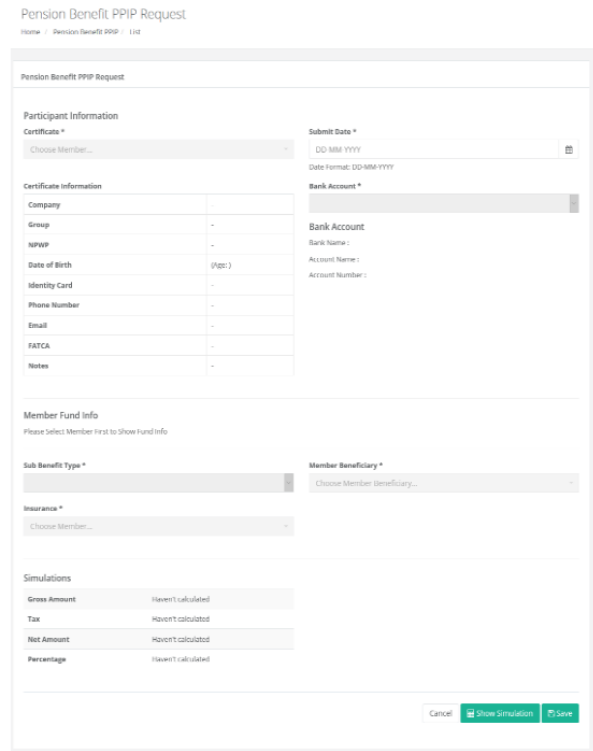 Pension Benefit PPIP Request
Home / Pension Benefit PPIP / List
Pension Benefit PPIP Request
Participant Information
Certificate *
Choose Member...
Submit Date *
DD MM YYYY
Date Format: DD-MM-YYYY
Certificate Information
Company -
Group -
NPWP -
Date of Birth (Age: )
Identity Card -
Phone Number -
Email -
FATCA -
Notes -
Bank Account *
Bank Account
Bank Name :
Account Name :
Account Number :
Member Fund Info
Please Select Member First to Show Fund Info
Sub Benefit Type *
Member Beneficiary *
Choose Member Beneficiary...
Insurance *
Choose Member...
Simulations
Gross Amount Haven't calculated
Tax Haven't calculated
Net Amount Haven't calculated
Percentage Haven't calculated
Cancel Show Simulation Save